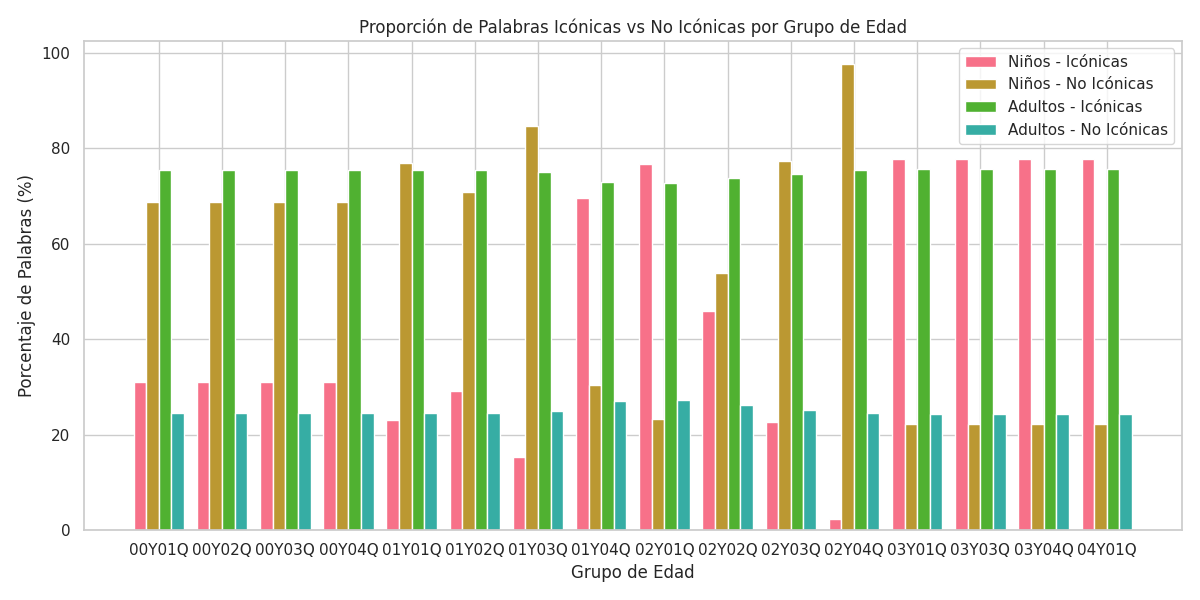 Proporción de Palabras Icónicas vs No Icónicas por Grupo de Edad
Porcentaje de Palabras (%)
100
80
60
40
20
0
Niños - Icónicas
Niños - No Icónicas
Adultos - Icónicas
Adultos - No Icónicas
00Y01Q 00Y02Q 00Y03Q 00Y04Q 01Y01Q 01Y02Q 01Y03Q 01Y04Q 02Y01Q 02Y02Q 02Y03Q 02Y04Q 03Y01Q 03Y03Q 03Y04Q 04Y01Q
Grupo de Edad